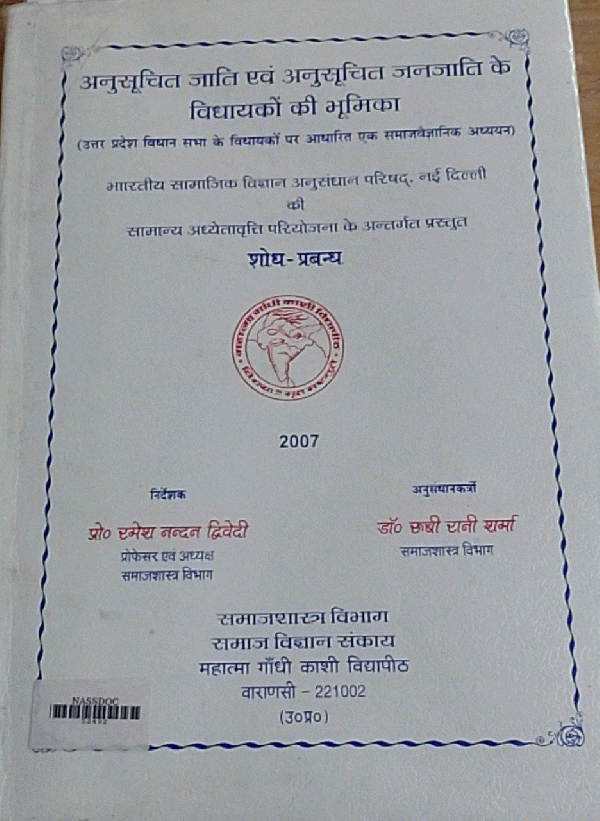 अनुसूचित जाति एवं अनुसूचित जनजाति के
विधायकों की भूमिका
(उत्तर प्रदेश विधान सभा के विधायकों पर आधारित एक समाजवैज्ञानिक अध्ययन)
भारतीय सामाजिक विज्ञान अनुसंधान परिषद्, नई दिल्ली
की
सामान्य अध्येतावृत्ति परियोजना के अन्तर्गत प्रस्तुत
शोध-प्रबन्ध
महात्मा गांधी काशी विद्यापीठ
2007
निर्देशक
अनुसंधानकर्त्री
प्रो० रमेश नन्दन द्विवेदी
डॉ० रूबी रानी शर्मा
प्रोफेसर एवं अध्यक्ष
समाजशास्त्र विभाग
समाजशास्त्र विभाग
समाजशास्त्र विभाग
समाज विज्ञान संकाय
महात्मा गाँधी काशी विद्यापीठ
वाराणसी – 221002
(उ०प्र०)
NASSDOC